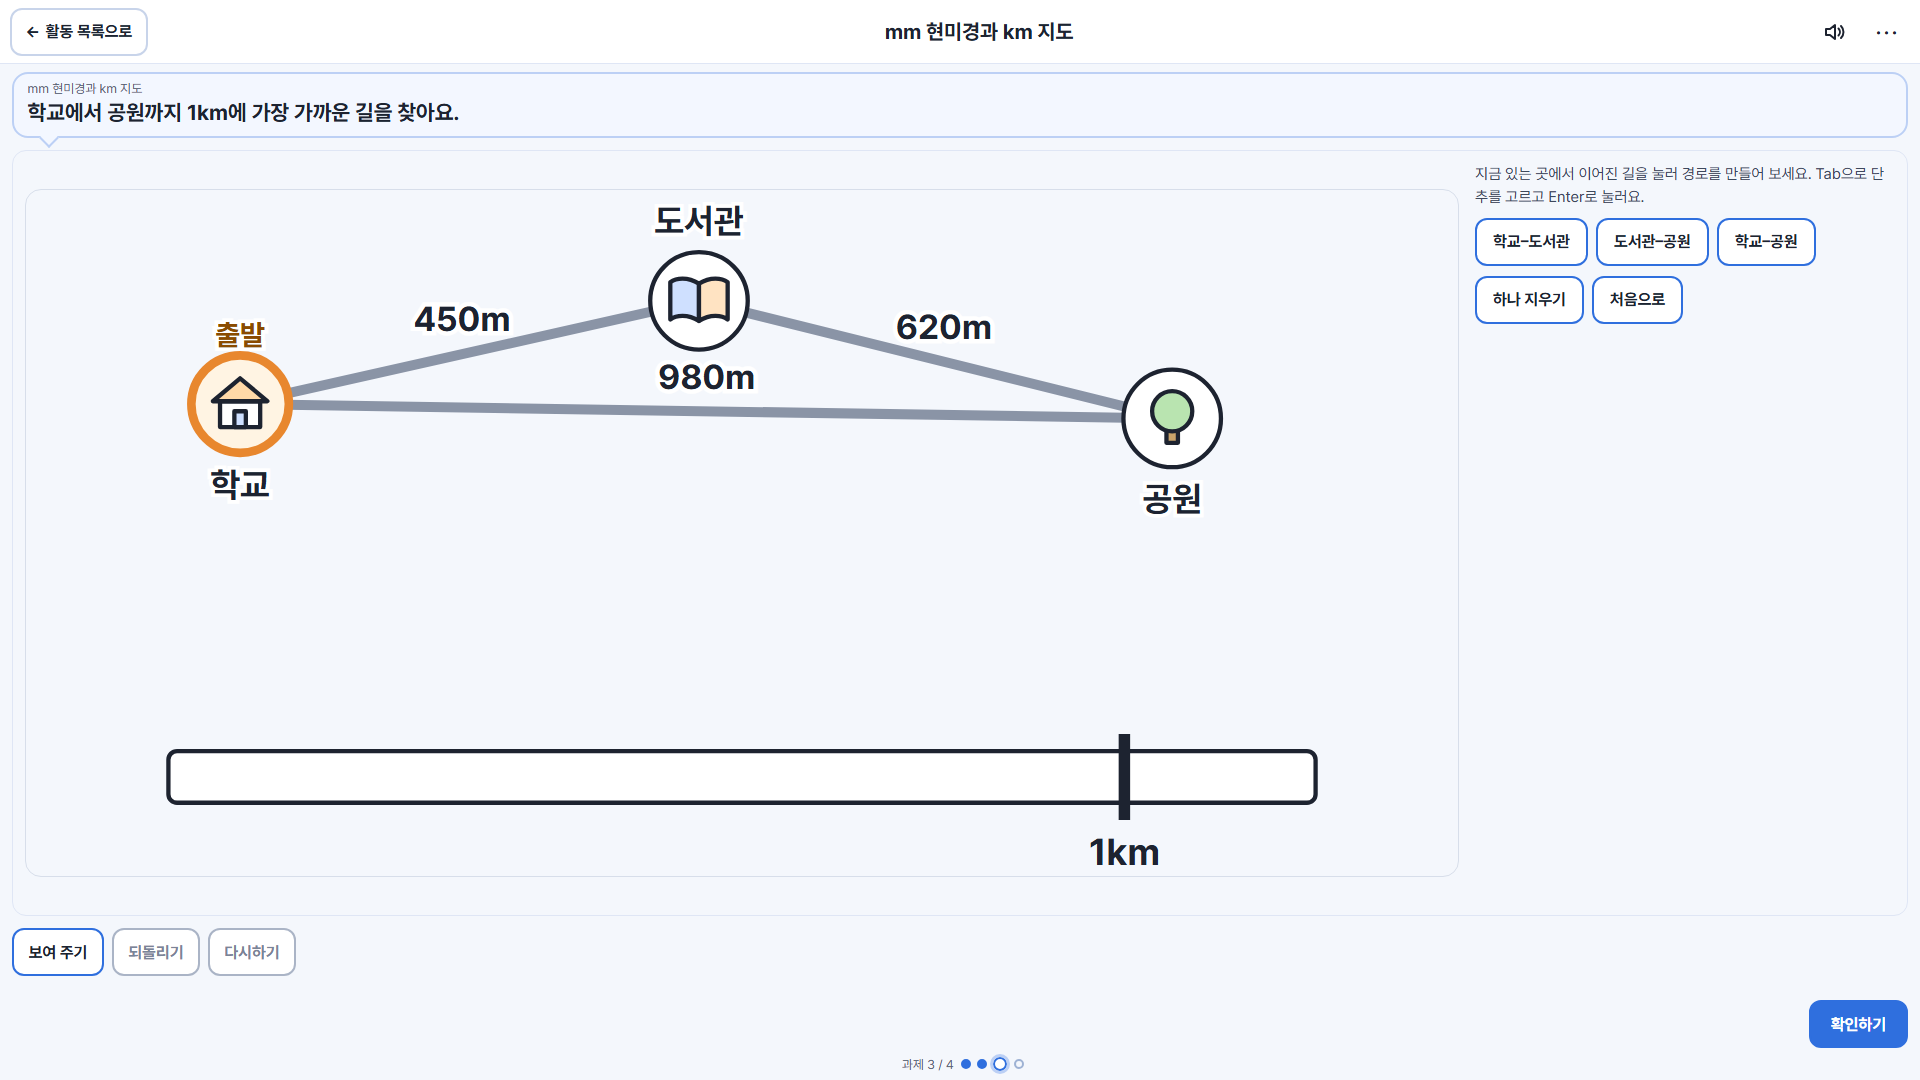 ← 활동 목록으로
mm 현미경과 km 지도
mm 현미경과 km 지도
학교에서 공원까지 1km에 가장 가까운 길을 찾아요.
도서관
450m
620m
출발
980m
학교
공원
1km
지금 있는 곳에서 이어진 길을 눌러 경로를 만들어 보세요. Tab으로 단
추를 고르고 Enter로 눌러요.
학교–도서관
도서관–공원
학교–공원
하나 지우기
처음으로
보여 주기
되돌리기
다시하기
확인하기
과제 3 / 4